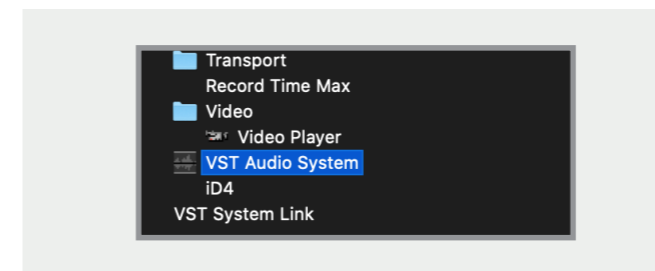 Transport
Record Time Max
Video
Video Player
VST Audio System
iD4
VST System Link